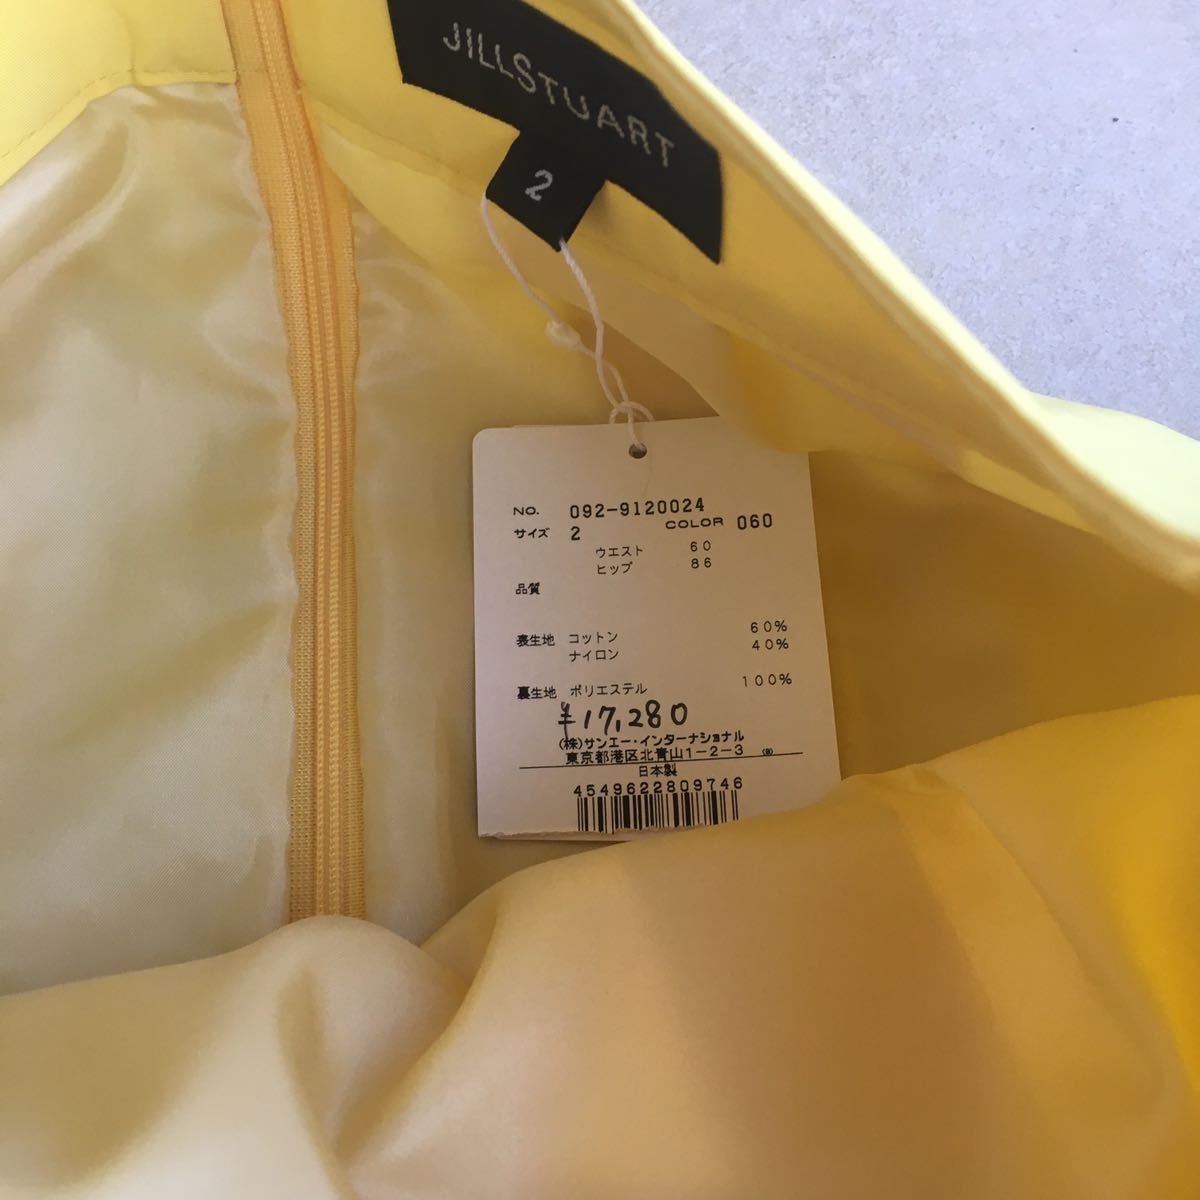 JILLSTUART
2
NO. 092-9120024
サイズ 2 COLOR 060
ウエスト 60
ヒップ 86
品質
表生地 コットン 60%
ナイロン 40%
裏生地 ポリエステル 100%
¥17,280
(株)サンエー・インターナショナル
東京都港区北青山1-2-3 (B)
日本製
4549622809746